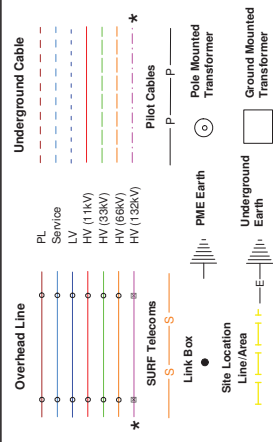 Overhead Line
Underground Cable
PL
Service
LV
HV (11kV)
HV (33kV)
HV (66kV)
* HV (132kV) *
SURF Telecoms
Pilot Cables
S S
P P
Link Box
PME Earth
Pole Mounted
Transformer
Site Location
Line/Area
E
Underground
Earth
Ground Mounted
Transformer